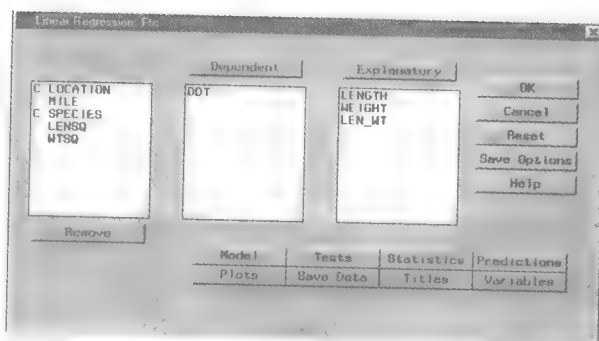 Linear Regression, Etc
Dependent
Explanatory
C LOCATION
MILE
C SPECIES
LENSQ
WTSQ
DDT
LENGTH
WEIGHT
LEN_WT
OK
Cancel
Reset
Save Options
Help
Remove
Model
Tests
Statistics
Predictions
Plots
Save Data
Titles
Variables